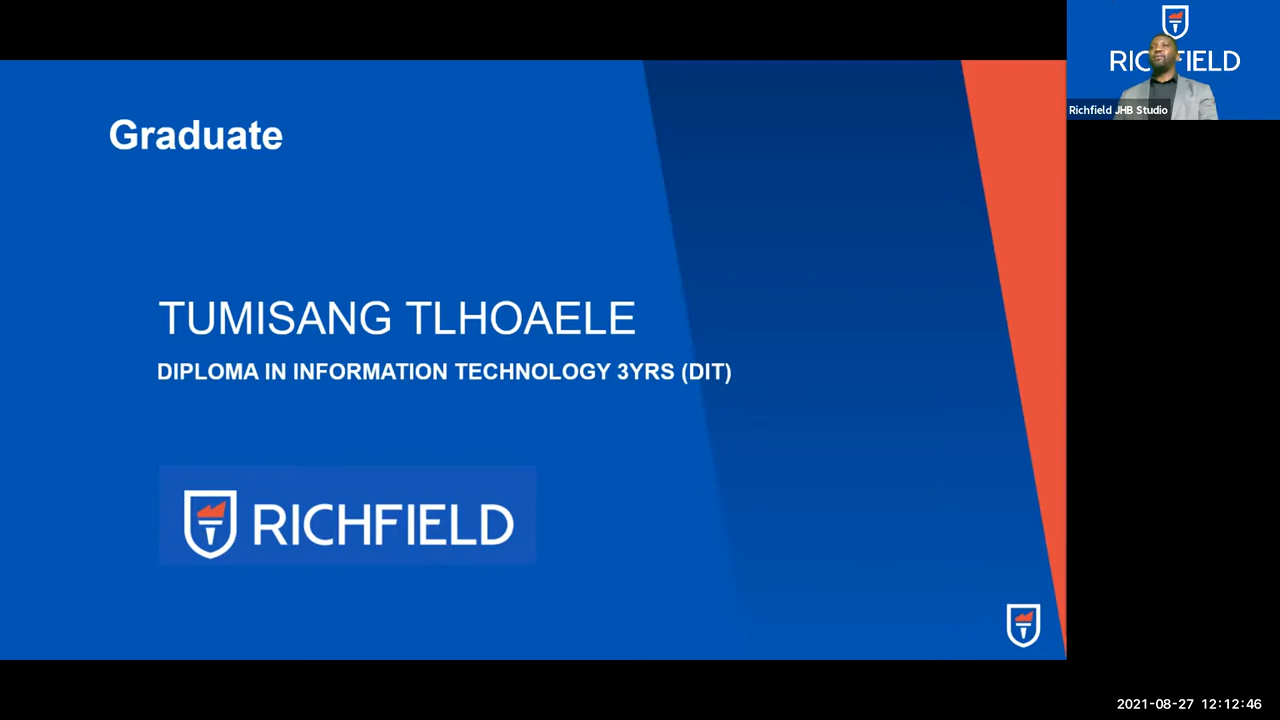 RICHFIELD
Richfield JHB Studio
Graduate
TUMISANG TLHOAELE
DIPLOMA IN INFORMATION TECHNOLOGY 3YRS (DIT)
RICHFIELD
2021-08-27 12:12:46